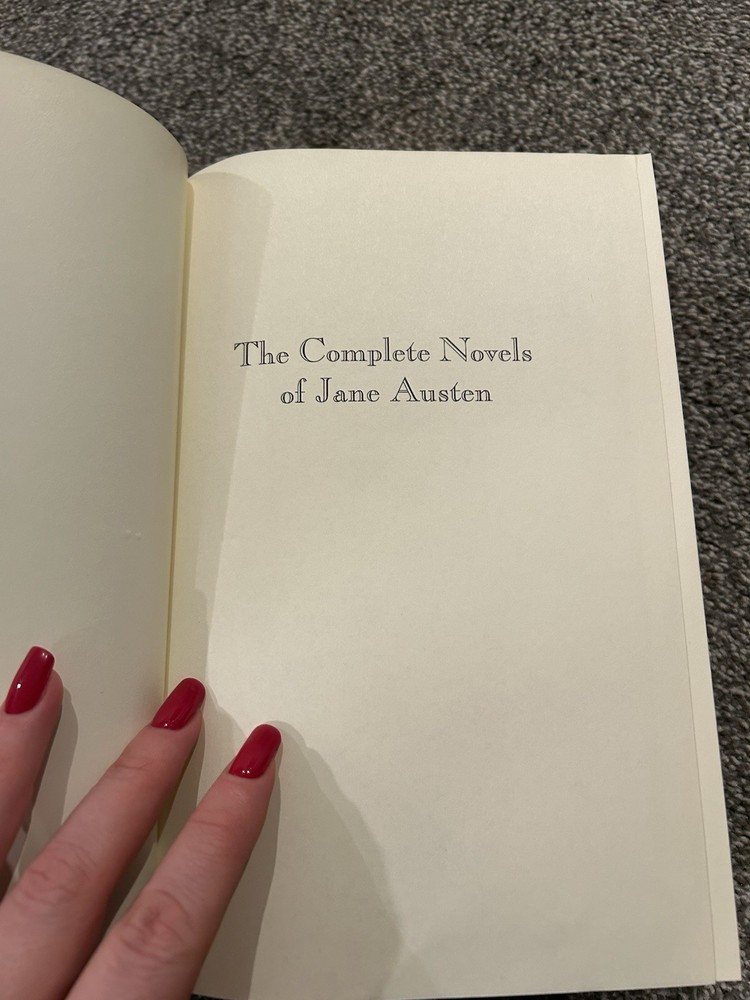 The Complete Novels
of Jane Austen